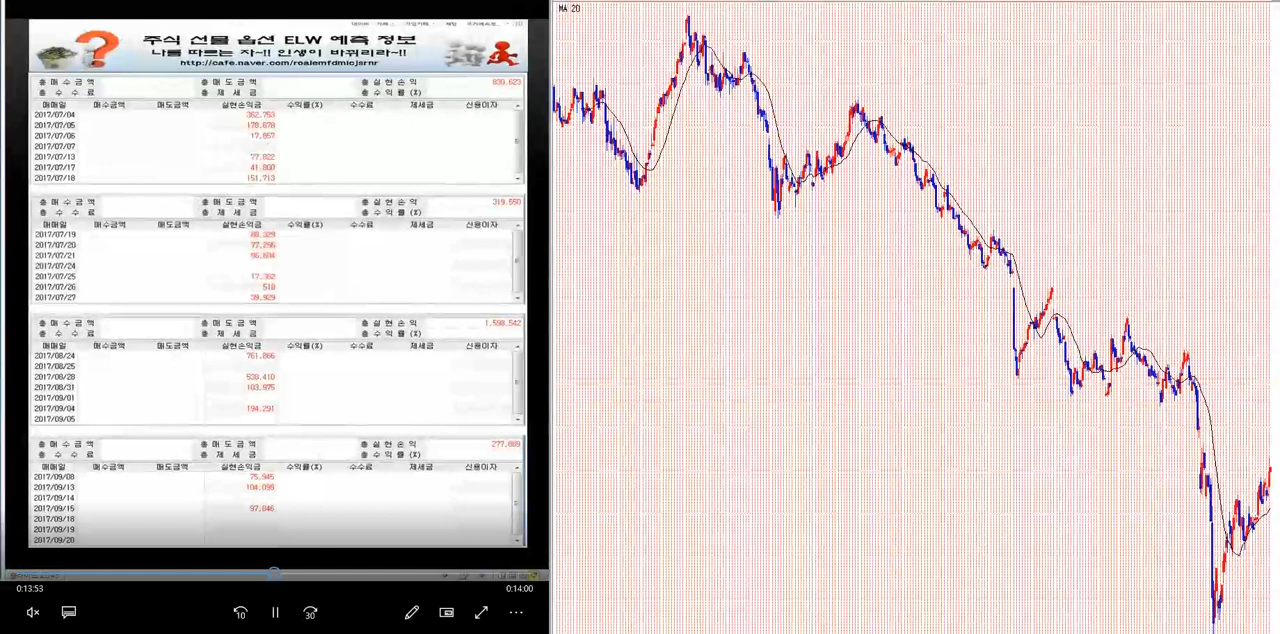 주식 선물 옵션 ELW 예측 정보
나를 따르는 자~!! 인생이 바뀌리라~!!
http://cafe.naver.com/roalemfdmicjsrnr
총 매 수 금 액 총 매 도 금 액 총 실 현 손 익 830,623
총 수 수 료 총 제 세 금 총 수 익 률 (%)
매매일 매수금액 매도금액 실현손익금 수익률(%) 수수료 제세금 신용이자
2017/07/04 362,753
2017/07/05 178,678
2017/07/06 17,857
2017/07/07
2017/07/13 77,822
2017/07/17 41,800
2017/07/18 151,713
총 매 수 금 액 총 매 도 금 액 총 실 현 손 익 319,550
총 수 수 료 총 제 세 금 총 수 익 률 (%)
매매일 매수금액 매도금액 실현손익금 수익률(%) 수수료 제세금 신용이자
2017/07/19 88,329
2017/07/20 77,256
2017/07/21 96,804
2017/07/24
2017/07/25 17,362
2017/07/26 510
2017/07/27 39,929
총 매 수 금 액 총 매 도 금 액 총 실 현 손 익 1,598,542
총 수 수 료 총 제 세 금 총 수 익 률 (%)
매매일 매수금액 매도금액 실현손익금 수익률(%) 수수료 제세금 신용이자
2017/08/24 761,866
2017/08/25
2017/08/28 538,410
2017/08/31 103,975
2017/09/01
2017/09/04 194,291
2017/09/05
총 매 수 금 액 총 매 도 금 액 총 실 현 손 익 277,889
총 수 수 료 총 제 세 금 총 수 익 률 (%)
매매일 매수금액 매도금액 실현손익금 수익률(%) 수수료 제세금 신용이자
2017/09/08 75,945
2017/09/13 104,098
2017/09/14
2017/09/15 97,846
2017/09/18
2017/09/19
2017/09/20
0:13:53 0:14:00
10 30
MA 20